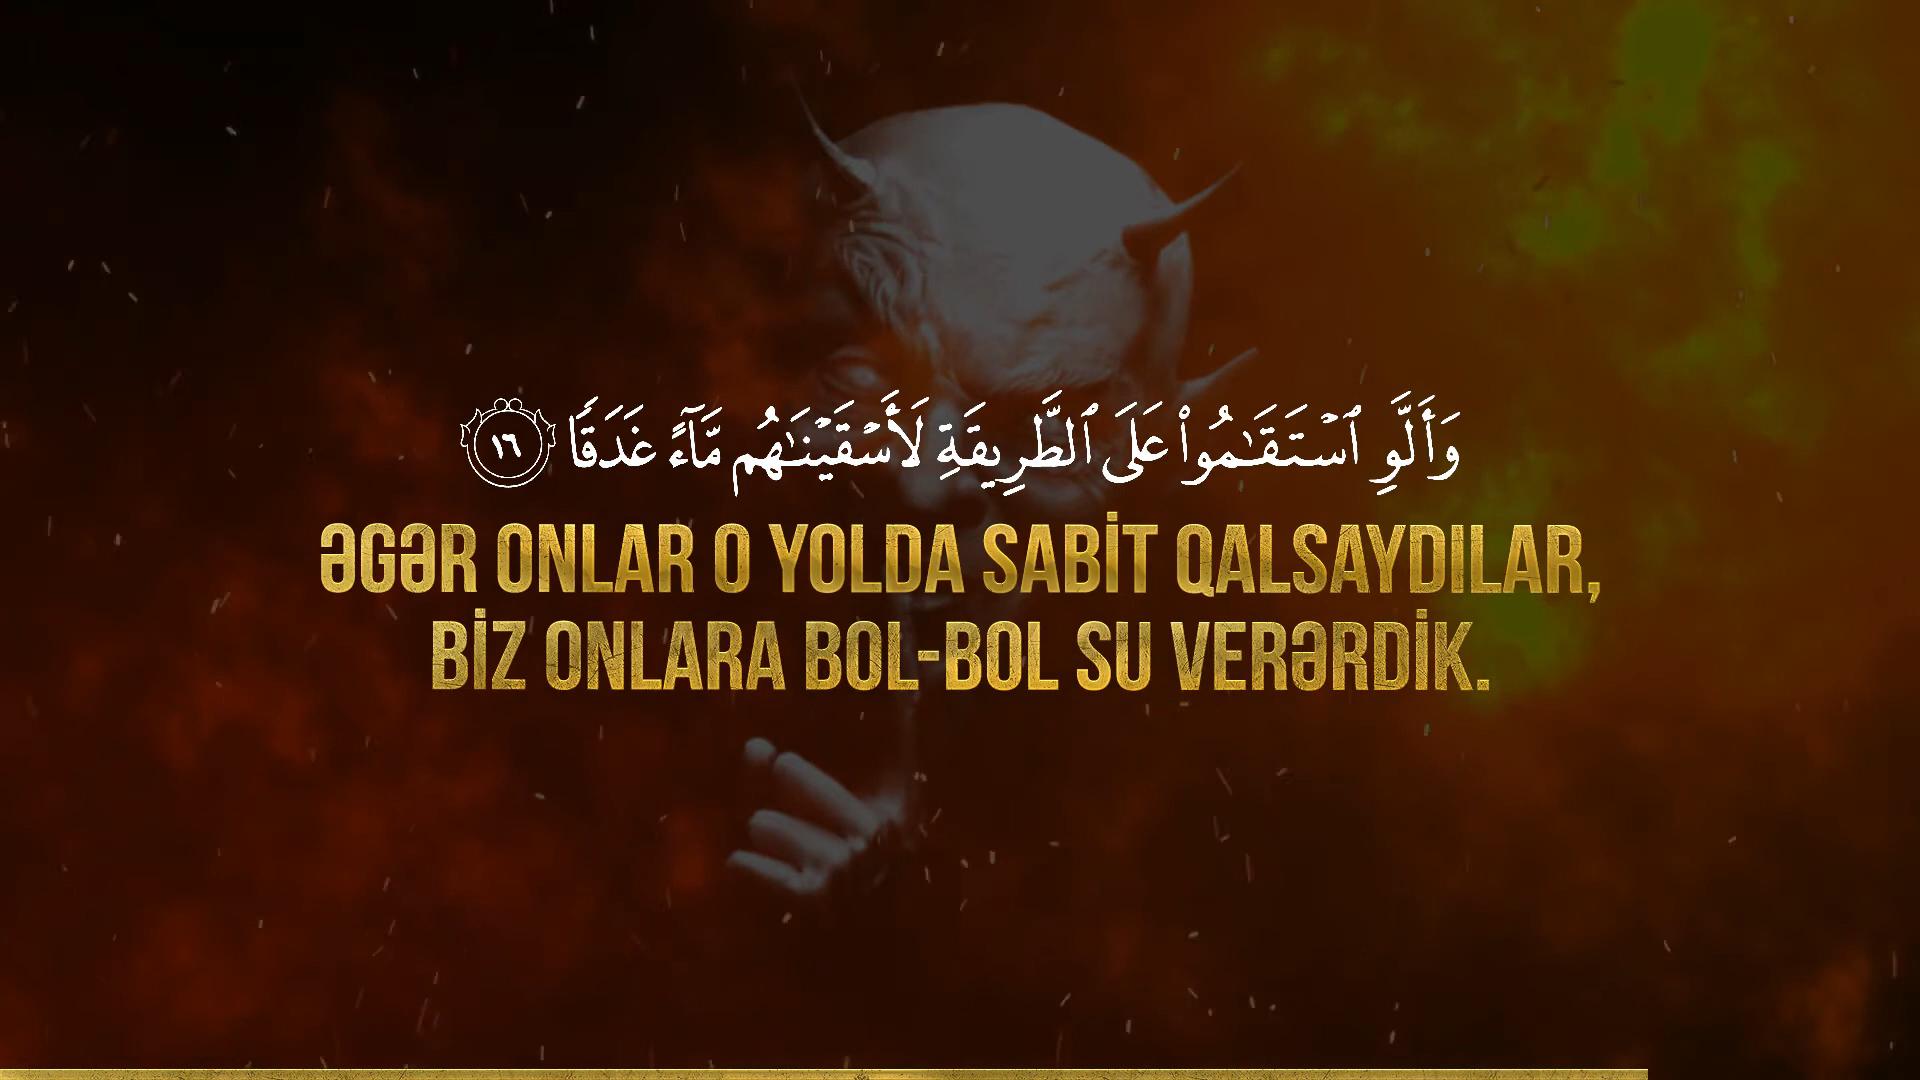 وَأَلَّوِ ٱسْتَقَـٰمُوا۟ عَلَى ٱلطَّرِيقَةِ لَأَسْقَيْنَـٰهُم مَّآءً غَدَقًا ١٦
ƏGƏR ONLAR O YOLDA SABİT QALSAYDILAR,
BİZ ONLARA BOL-BOL SU VERƏRDİK.